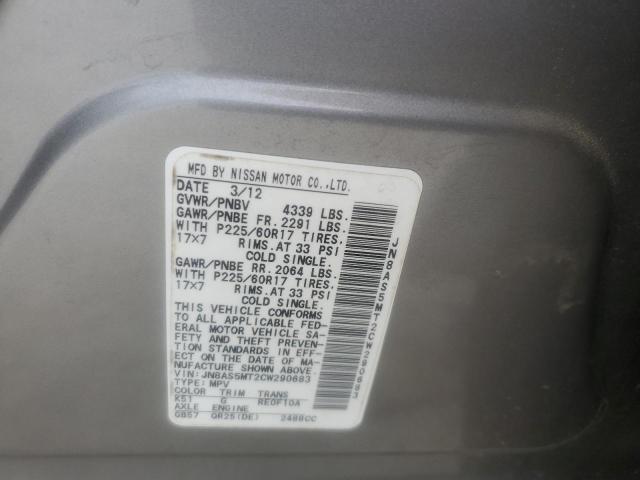 MFD BY NISSAN MOTOR CO.,LTD.
DATE 3/12
GVWR/PNBV 4339 LBS.
GAWR/PNBE FR. 2291 LBS.
WITH P225/60R17 TIRES.
17X7 RIMS.AT 33 PSI
COLD SINGLE.
GAWR/PNBE RR. 2064 LBS.
WITH P225/60R17 TIRES.
17X7 RIMS.AT 33 PSI
COLD SINGLE.
THIS VEHICLE CONFORMS
TO ALL APPLICABLE FED-
ERAL MOTOR VEHICLE SA-
FETY AND THEFT PREVEN-
TION STANDARDS IN EFF-
ECT ON THE DATE OF MA-
NUFACTURE SHOWN ABOVE.
VIN: JN8AS5MT2CW290683
TYPE: MPV
COLOR TRIM TRANS
K51 G RE0F10A
AXLE ENGINE
GB57 QR25(DE) 2488CC
JN8AS5MT2CW290683